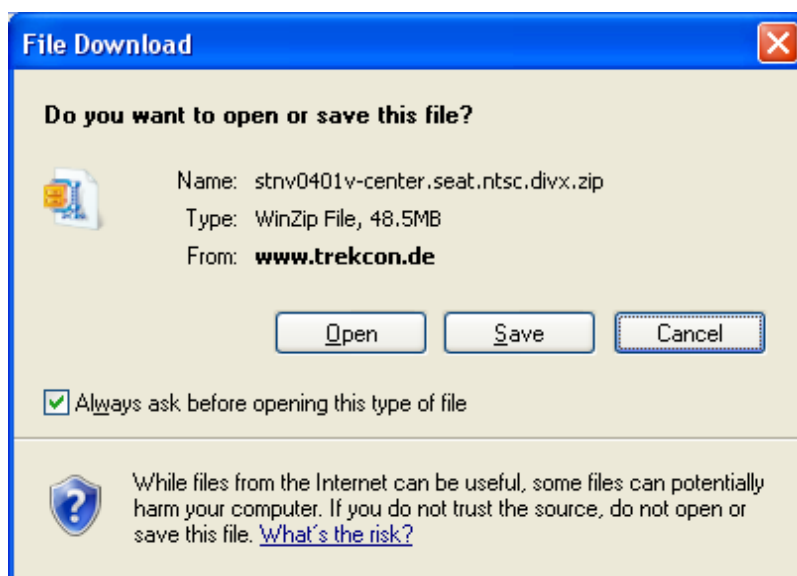 File Download
Do you want to open or save this file?
Name: stnv0401v-center.seat.ntsc.divx.zip
Type: WinZip File, 48.5MB
From: www.trekcon.de
Open Save Cancel
Always ask before opening this type of file
While files from the Internet can be useful, some files can potentially
harm your computer. If you do not trust the source, do not open or
save this file. What's the risk?